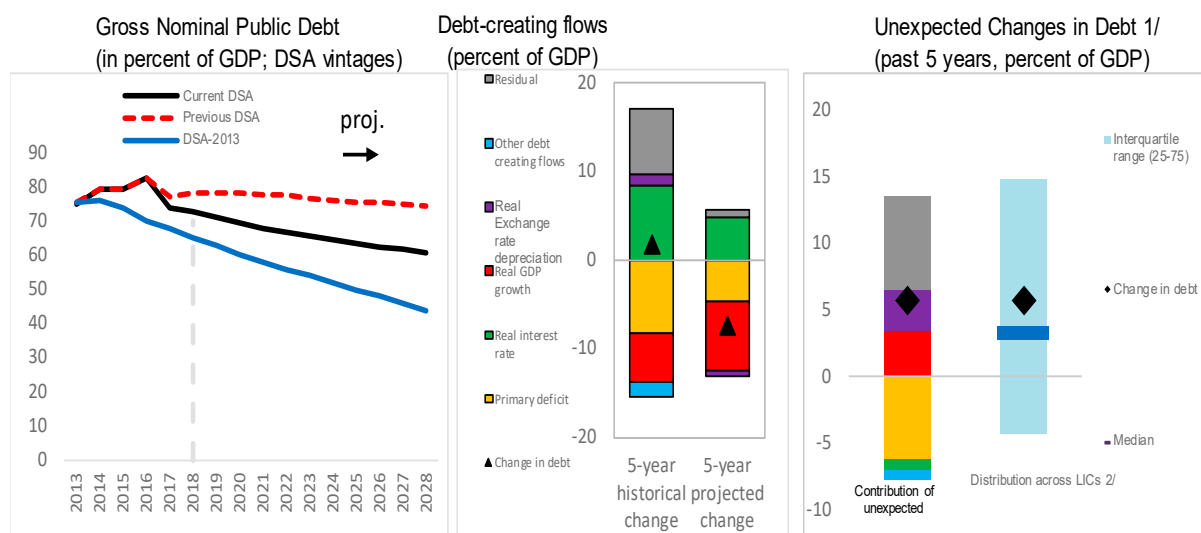 Gross Nominal Public Debt
(in percent of GDP; DSA vintages)
Current DSA
Previous DSA
DSA-2013
proj.
90
80
70
60
50
40
30
20
10
0
2013
2014
2015
2016
2017
2018
2019
2020
2021
2022
2023
2024
2025
2026
2027
2028
Debt-creating flows
(percent of GDP)
Residual
Other debt
creating flows
Real
Exchange
rate
depreciation
Real GDP
growth
Real interest
rate
Primary deficit
Change in debt
20
10
0
-10
-20
5-year
historical
change
5-year
projected
change
Unexpected Changes in Debt 1/
(past 5 years, percent of GDP)
20
15
10
5
0
-5
-10
Interquartile
range (25-75)
Change in debt
Median
Contribution of
unexpected
Distribution across LICs 2/